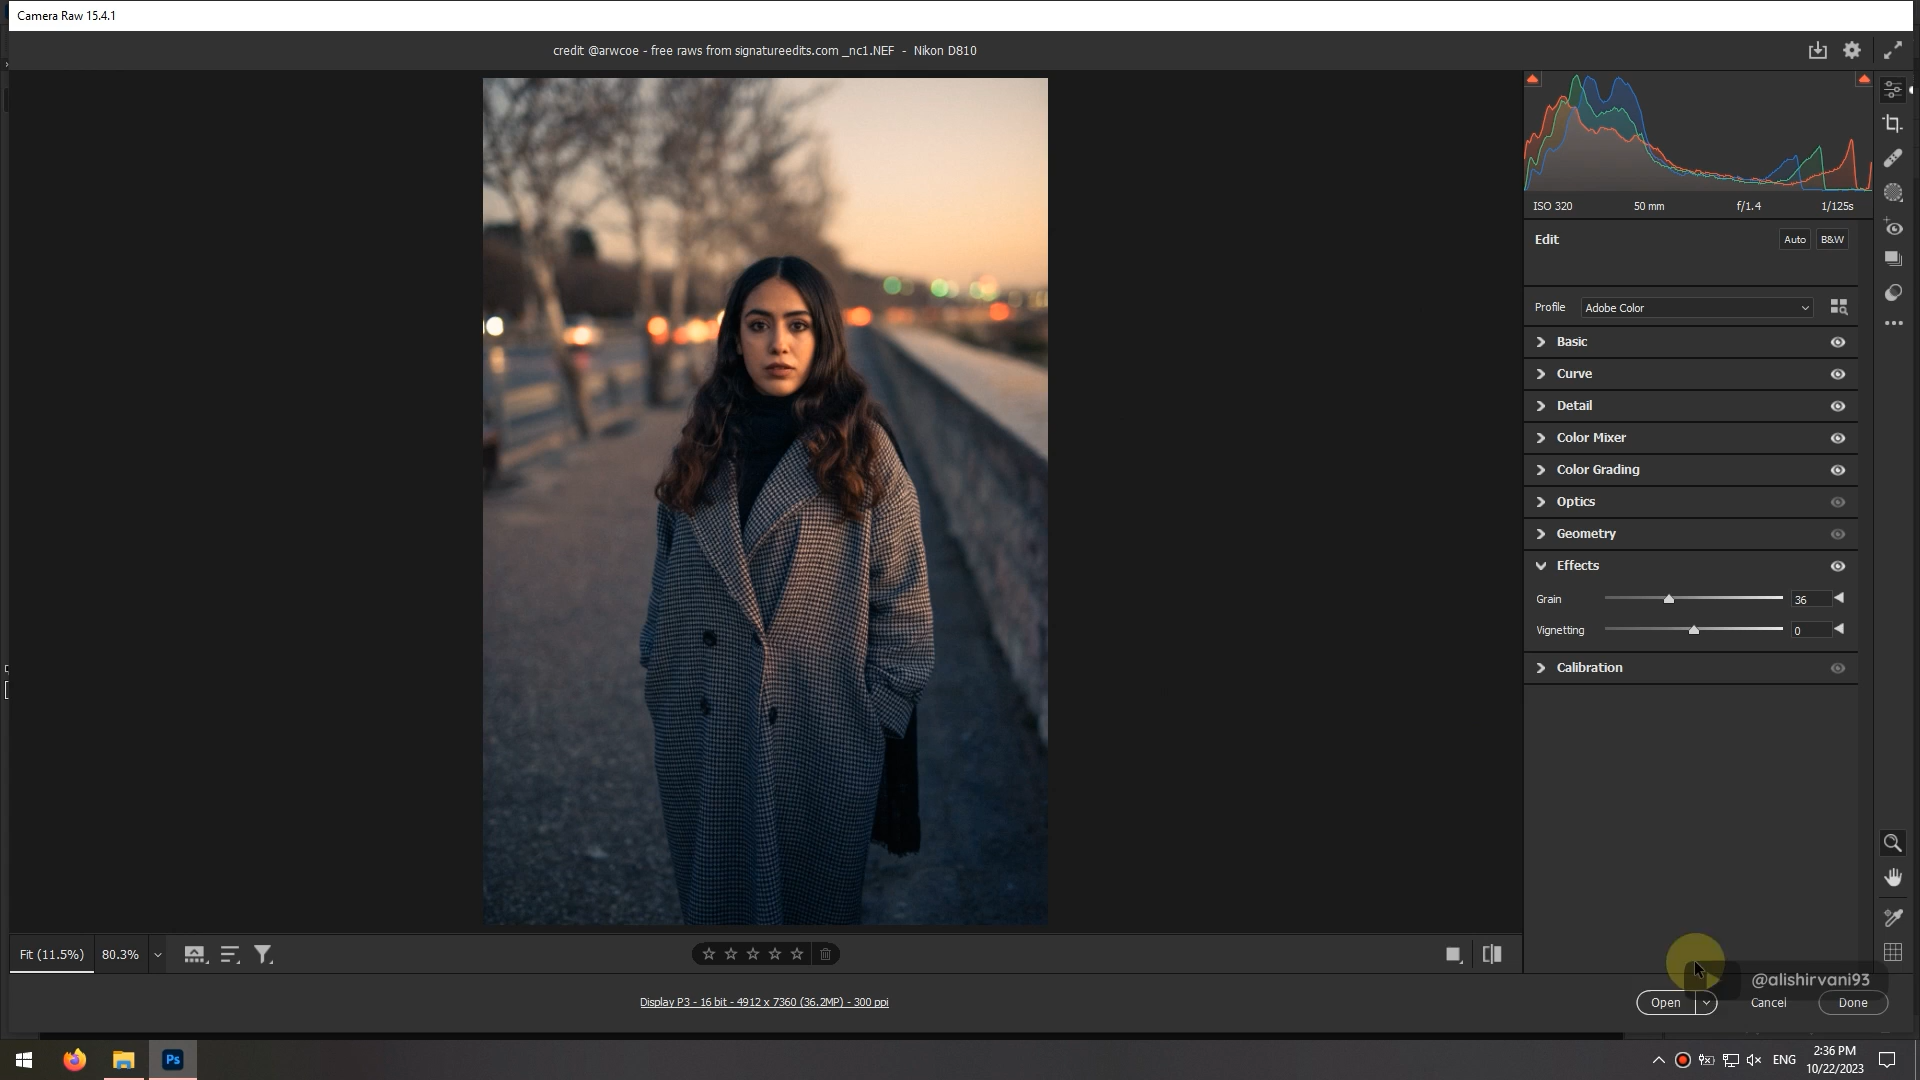 Camera Raw 15.4.1
credit @arwcoe - free raws from signatureedits.com _nc1.NEF - Nikon D810
ISO 320 50 mm f/1.4 1/125s
Edit Auto B&W
Profile Adobe Color
Basic
Curve
Detail
Color Mixer
Color Grading
Optics
Geometry
Effects
Grain 36
Vignetting 0
Calibration
Fit (11.5%) 80.3%
@alishirvani93
Display P3 - 16 bit - 4912 x 7360 (36.2MP) - 300 ppi
Open Cancel Done
Ps
ENG
2:36 PM
10/22/2023